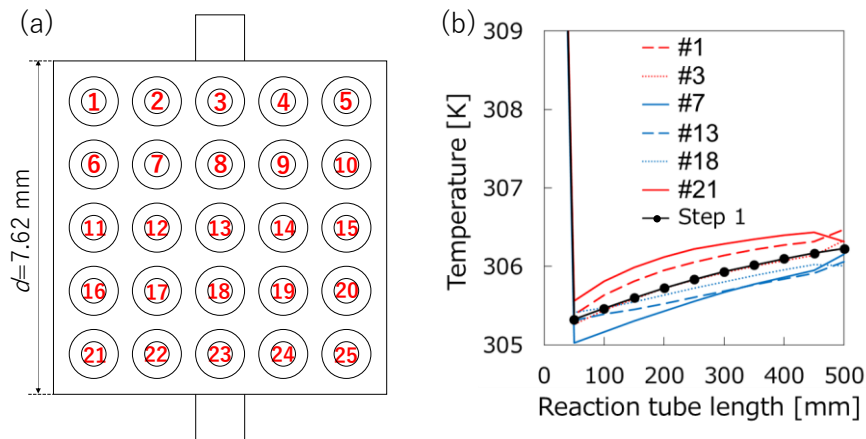 (a)
1 2 3 4 5
6 7 8 9 10
11 12 13 14 15
16 17 18 19 20
21 22 23 24 25
d=7.62 mm
(b)
Temperature [K]
309
308
307
306
305
#1
#3
#7
#13
#18
#21
Step 1
0 100 200 300 400 500
Reaction tube length [mm]